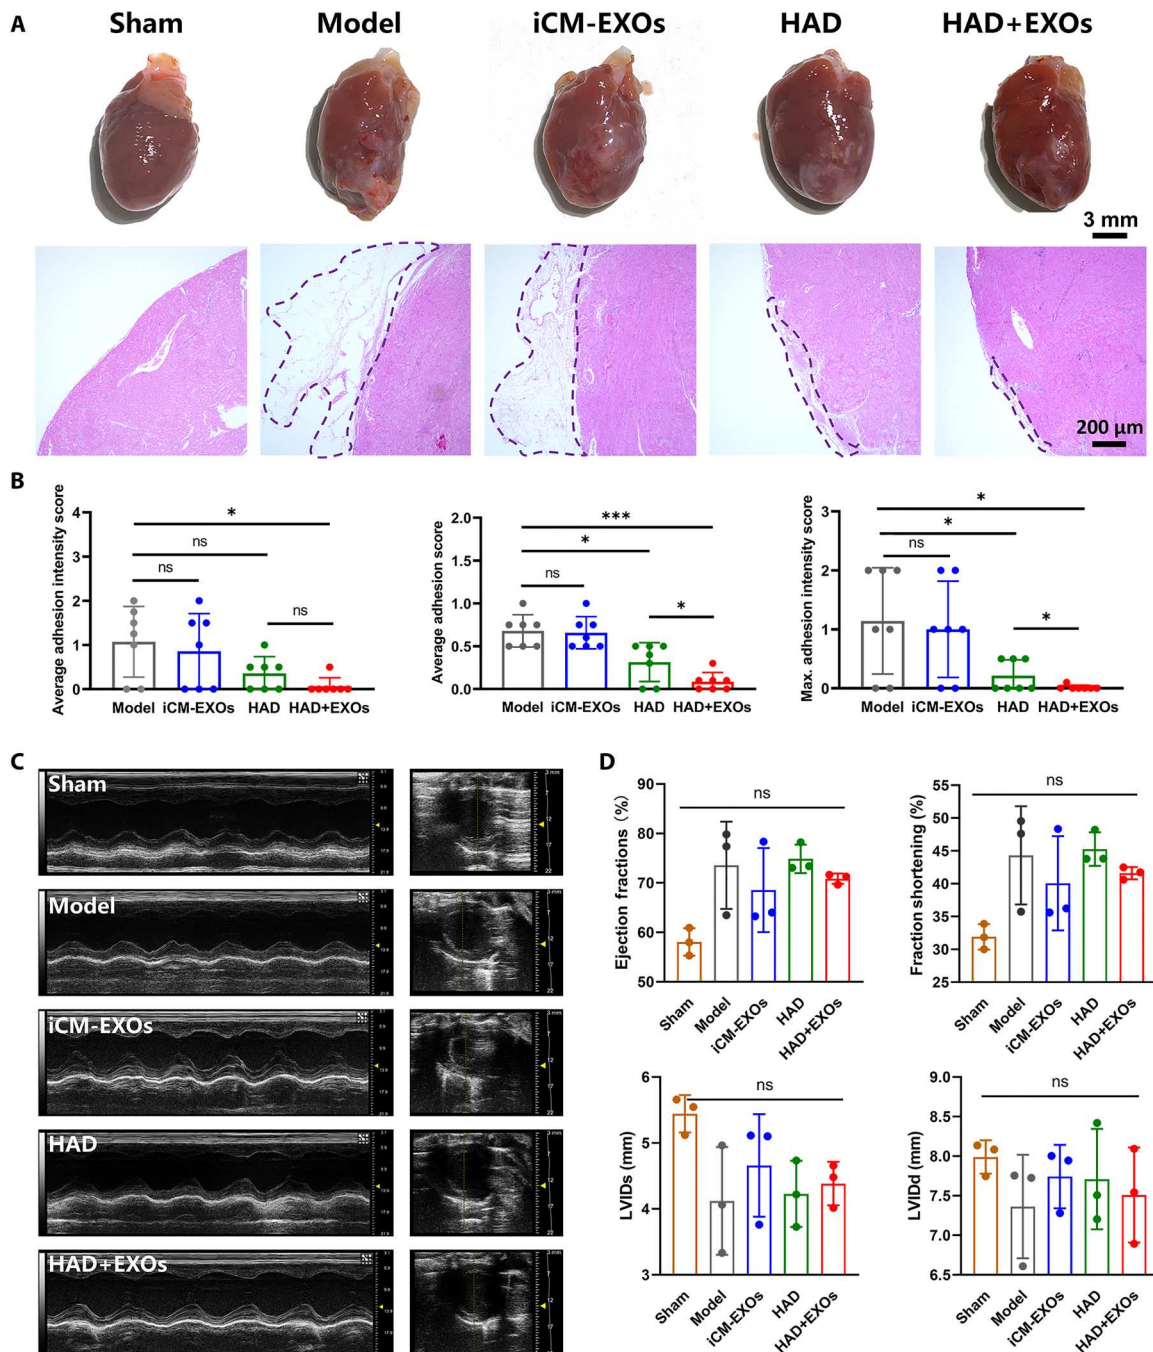 A
Sham Model iCM-EXOs HAD HAD+EXOs
3 mm
200 μm
B
Average adhesion intensity score
4
3
2
1
0
*
ns
ns
ns
Model iCM-EXOs HAD HAD+EXOs
Average adhesion score
2.0
1.5
1.0
0.5
0.0
***
*
ns
*
Model iCM-EXOs HAD HAD+EXOs
Max. adhesion intensity score
3
2
1
0
*
*
ns
*
Model iCM-EXOs HAD HAD+EXOs
C
Sham
Model
iCM-EXOs
HAD
HAD+EXOs
D
Ejection fractions (%)
90
80
70
60
50
ns
Sham Model iCM-EXOs HAD HAD+EXOs
Fraction shortening (%)
55
50
45
40
35
30
25
ns
Sham Model iCM-EXOs HAD HAD+EXOs
LVIDs (mm)
6
5
4
3
ns
Sham Model iCM-EXOs HAD HAD+EXOs
LVIDd (mm)
9.0
8.5
8.0
7.5
7.0
6.5
ns
Sham Model iCM-EXOs HAD HAD+EXOs